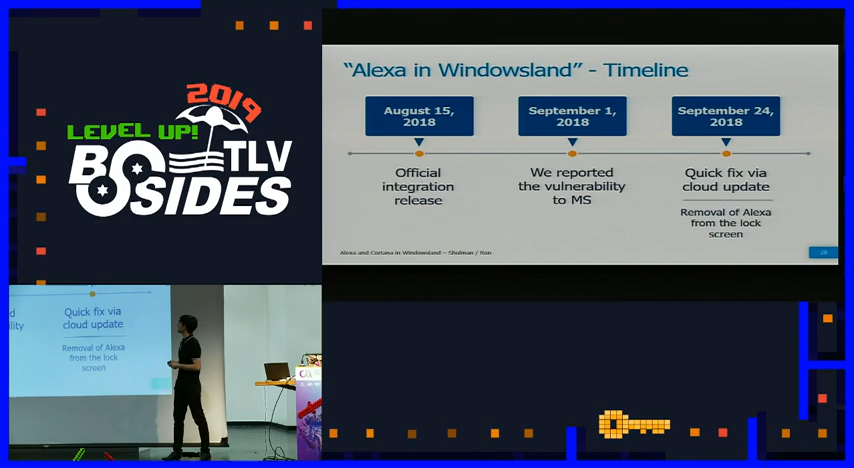 2019
LEVEL UP!
BSIDES TLV
"Alexa in Windowsland" - Timeline
August 15,
2018
September 1,
2018
September 24,
2018
Official
integration
release
We reported
the vulnerability
to MS
Quick fix via
cloud update
Removal of Alexa
from the lock
screen
Alexa and Cortana in Windowsland – Shulman / Ron
20
d
ility
Quick fix via
cloud update
Removal of Alexa
from the lock
screen